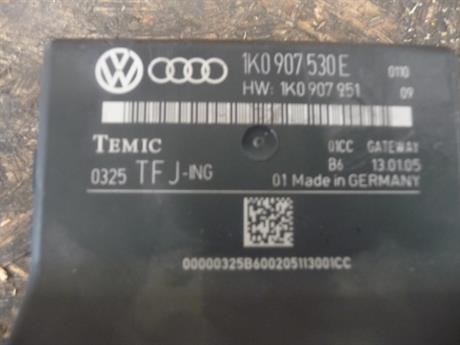 1K0 907 530 E 0110
HW: 1K0 907 951 09
TEMIC 01CC GATEWAY
B6 13.01.05
0325 TFJ-ING 01 Made in GERMANY
00000325B600205113001CC